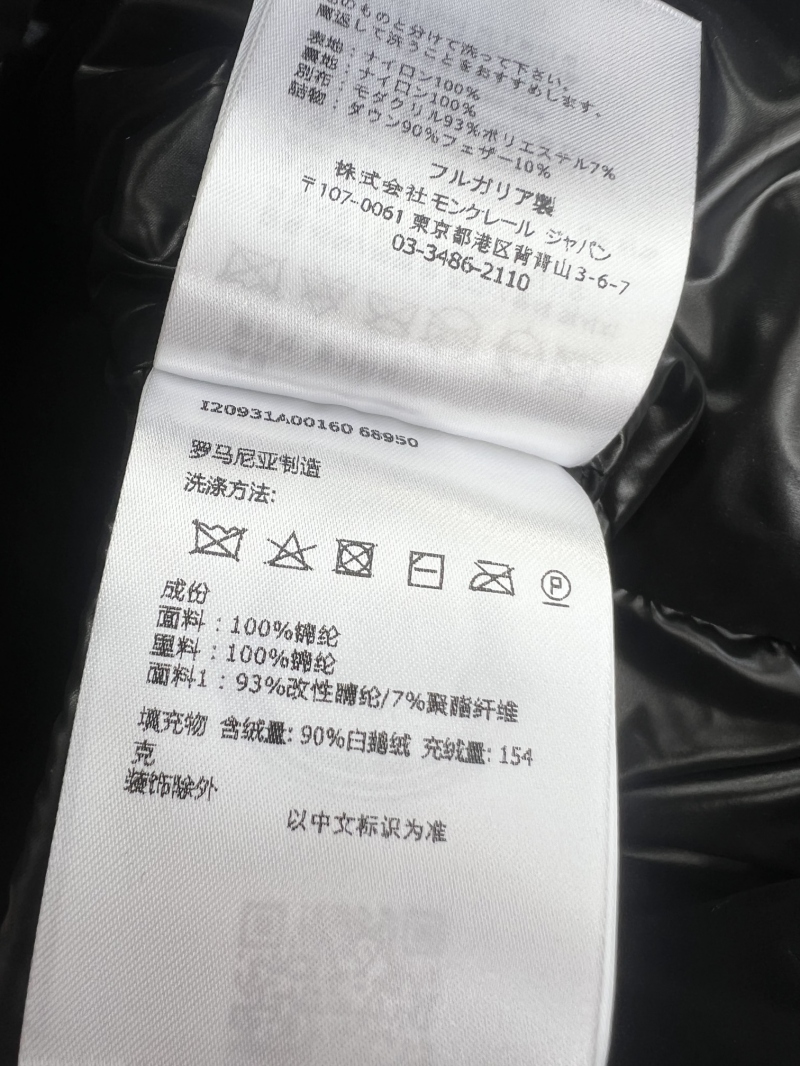 のものと分けて洗って下さい。
裏返して洗うことをおすすめします。
表地：ナイロン100%
裏地：ナイロン100%
別布：モダクリル93%ポリエステル7%
詰物：ダウン90%フェザー10%
ブルガリア製
株式会社モンクレール ジャパン
〒107-0061 東京都港区背青山3-6-7
03-3486-2110
I20931A00160 68950
罗马尼亚制造
洗涤方法:
P
成份
面料：100%锦纶
里料：100%锦纶
面料1：93%改性腈纶/7%聚酯纤维
填充物 含绒量: 90%白鹅绒 充绒量: 154
克
装饰除外
以中文标识为准